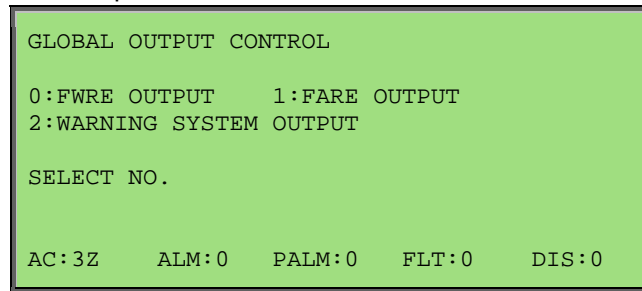 GLOBAL OUTPUT CONTROL
0:FWRE OUTPUT 1:FARE OUTPUT
2:WARNING SYSTEM OUTPUT
SELECT NO.
AC:3Z ALM:0 PALM:0 FLT:0 DIS:0